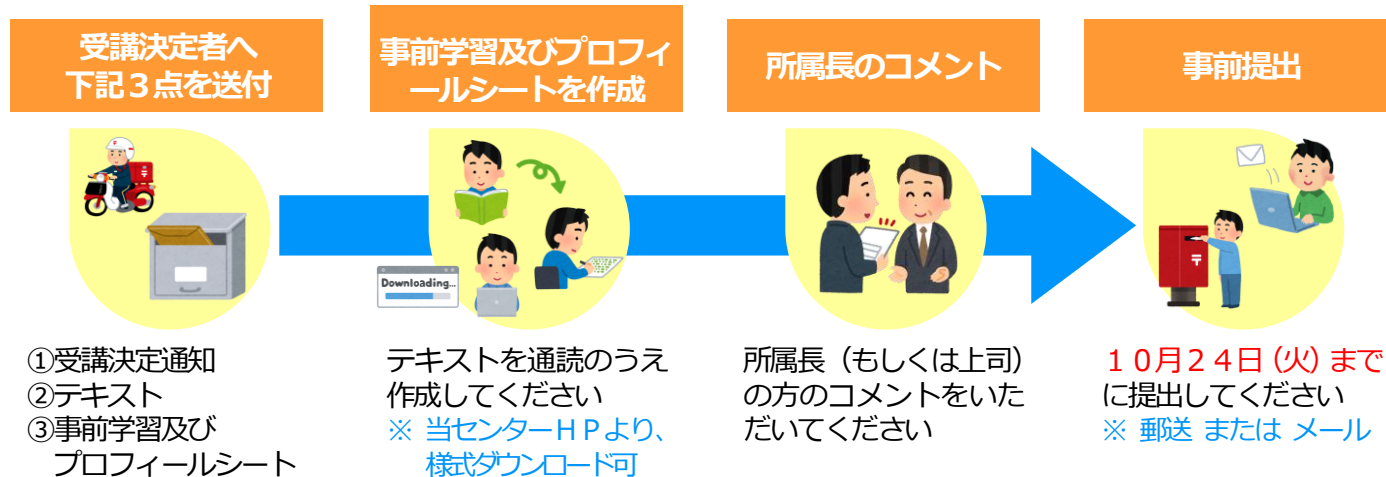 受講決定者へ
下記３点を送付
事前学習及びプロフィ
ールシートを作成
所属長のコメント
事前提出
Downloading...
①受講決定通知
②テキスト
③事前学習及び
プロフィールシート
テキストを通読のうえ
作成してください
※ 当センターＨＰより、
様式ダウンロード可
所属長（もしくは上司）
の方のコメントをいた
だいてください
１０月２４日（火）まで
に提出してください
※ 郵送 または メール